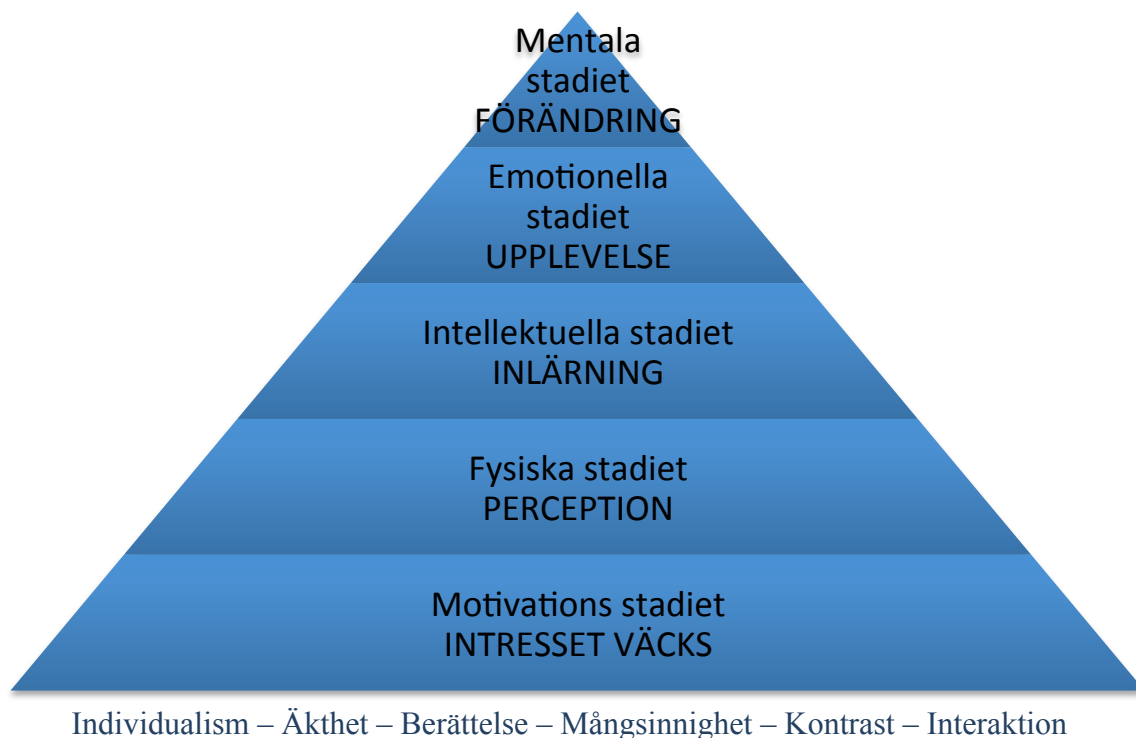 Mentala
stadiet
FÖRÄNDRING
Emotionella
stadiet
UPPLEVELSE
Intellektuella stadiet
INLÄRNING
Fysiska stadiet
PERCEPTION
Motivations stadiet
INTRESSET VÄCKS
Individualism – Äkthet – Berättelse – Mångsinnighet – Kontrast – Interaktion